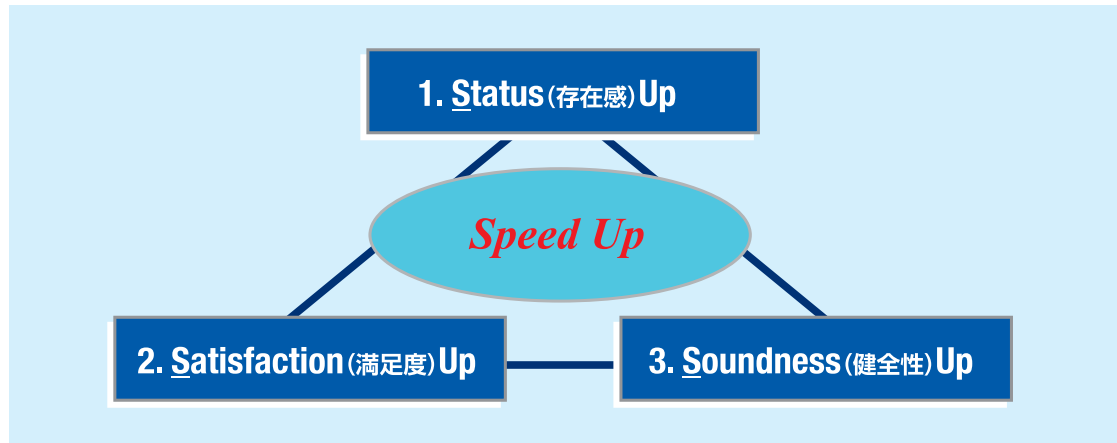 1. Status(存在感)Up
Speed Up
2. Satisfaction(満足度)Up
3. Soundness(健全性)Up